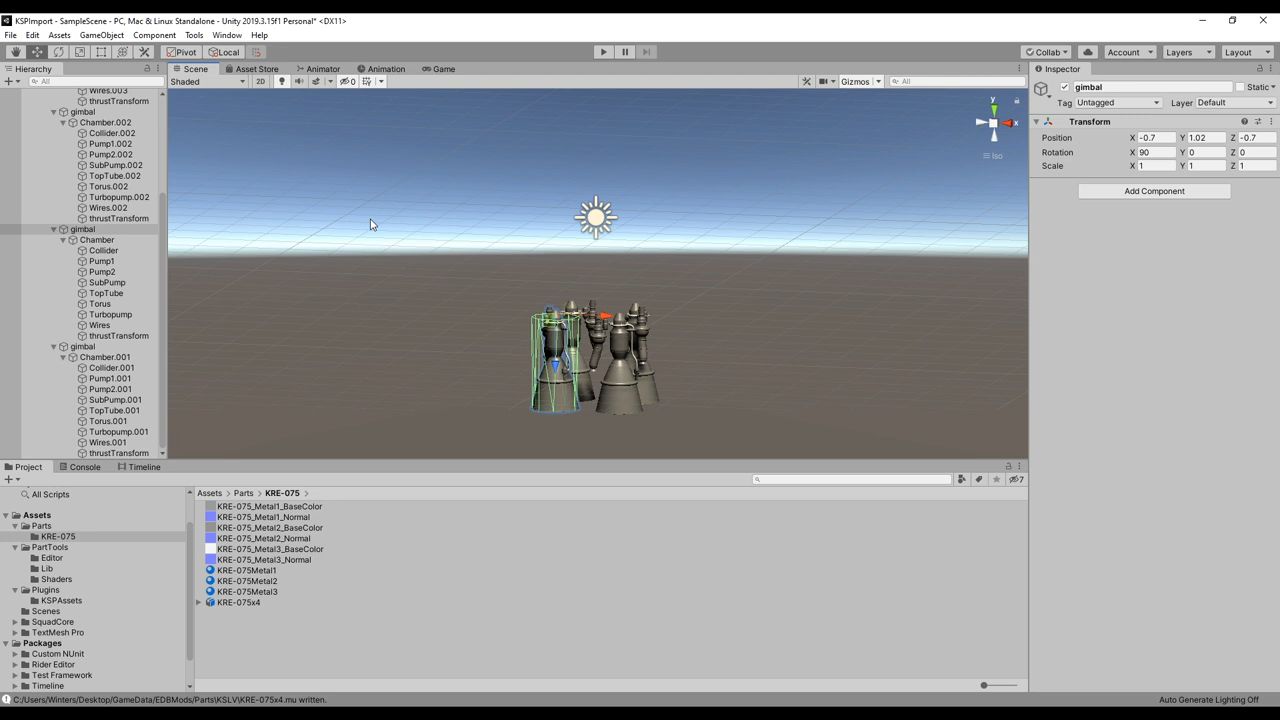 KSPImport - SampleScene - PC, Mac & Linux Standalone - Unity 2019.3.15f1 Personal* <DX11>
File Edit Assets GameObject Component Tools Window Help
Pivot Local Collab Account Layers Layout
Hierarchy Scene Asset Store Animator Animation Game Inspector
All Shaded 2D 0 Gizmos All
gimbal Static
Tag Untagged Layer Default
Transform
Position X -0.7 Y 1.02 Z -0.7
Rotation X 90 Y 0 Z 0
Scale X 1 Y 1 Z 1
Add Component
y
x
Iso
Wires.003
thrustTransform
gimbal
Chamber.002
Collider.002
Pump1.002
Pump2.002
SubPump.002
TopTube.002
Torus.002
Turbopump.002
Wires.002
thrustTransform
gimbal
Chamber
Collider
Pump1
Pump2
SubPump
TopTube
Torus
Turbopump
Wires
thrustTransform
gimbal
Chamber.001
Collider.001
Pump1.001
Pump2.001
SubPump.001
TopTube.001
Torus.001
Turbopump.001
Wires.001
thrustTransform
Project Console Timeline
7
All Scripts
Assets
Parts
KRE-075
PartTools
Editor
Lib
Shaders
Plugins
KSPAssets
Scenes
SquadCore
TextMesh Pro
Packages
Custom NUnit
Rider Editor
Test Framework
Timeline
Assets > Parts > KRE-075 >
KRE-075_Metal1_BaseColor
KRE-075_Metal1_Normal
KRE-075_Metal2_BaseColor
KRE-075_Metal2_Normal
KRE-075_Metal3_BaseColor
KRE-075_Metal3_Normal
KRE-075Metal1
KRE-075Metal2
KRE-075Metal3
KRE-075x4
C:/Users/Winters/Desktop/GameData/EDBMods/Parts\KSLV\KRE-075x4.mu written.
Auto Generate Lighting Off